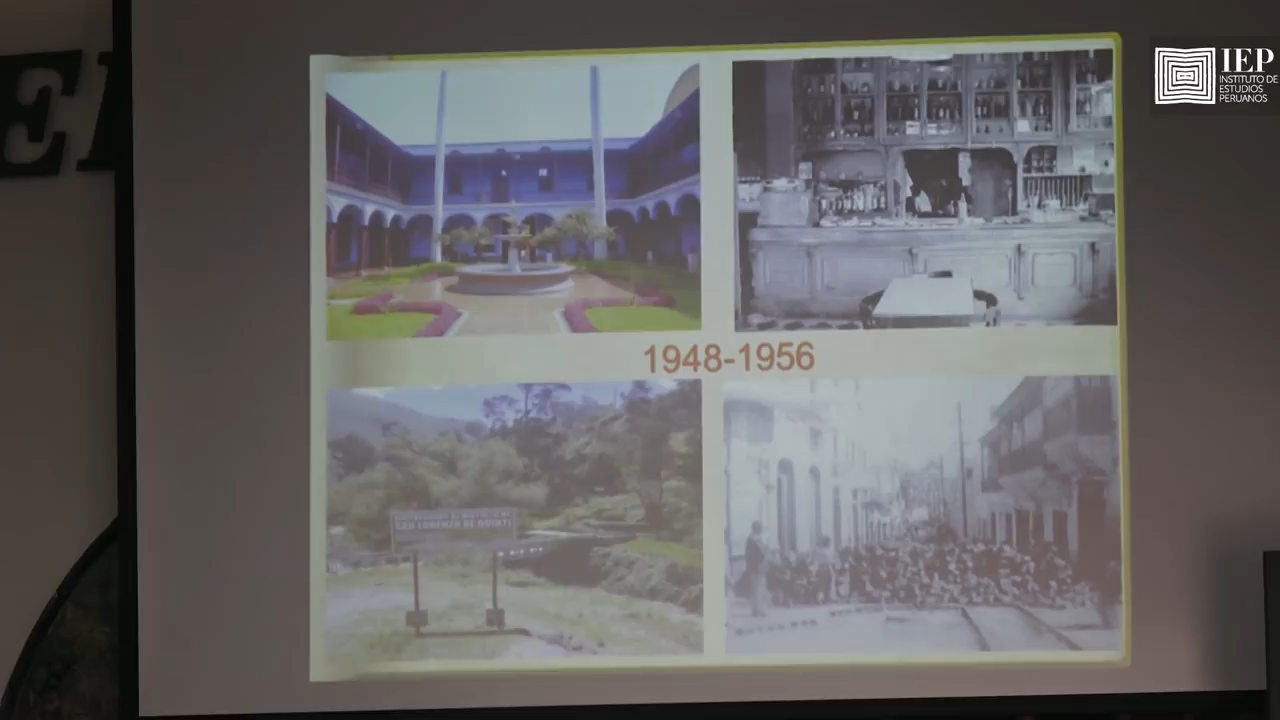 IEP
INSTITUTO DE
ESTUDIOS
PERUANOS
1948-1956
SAN LORENZO DE QUINTI